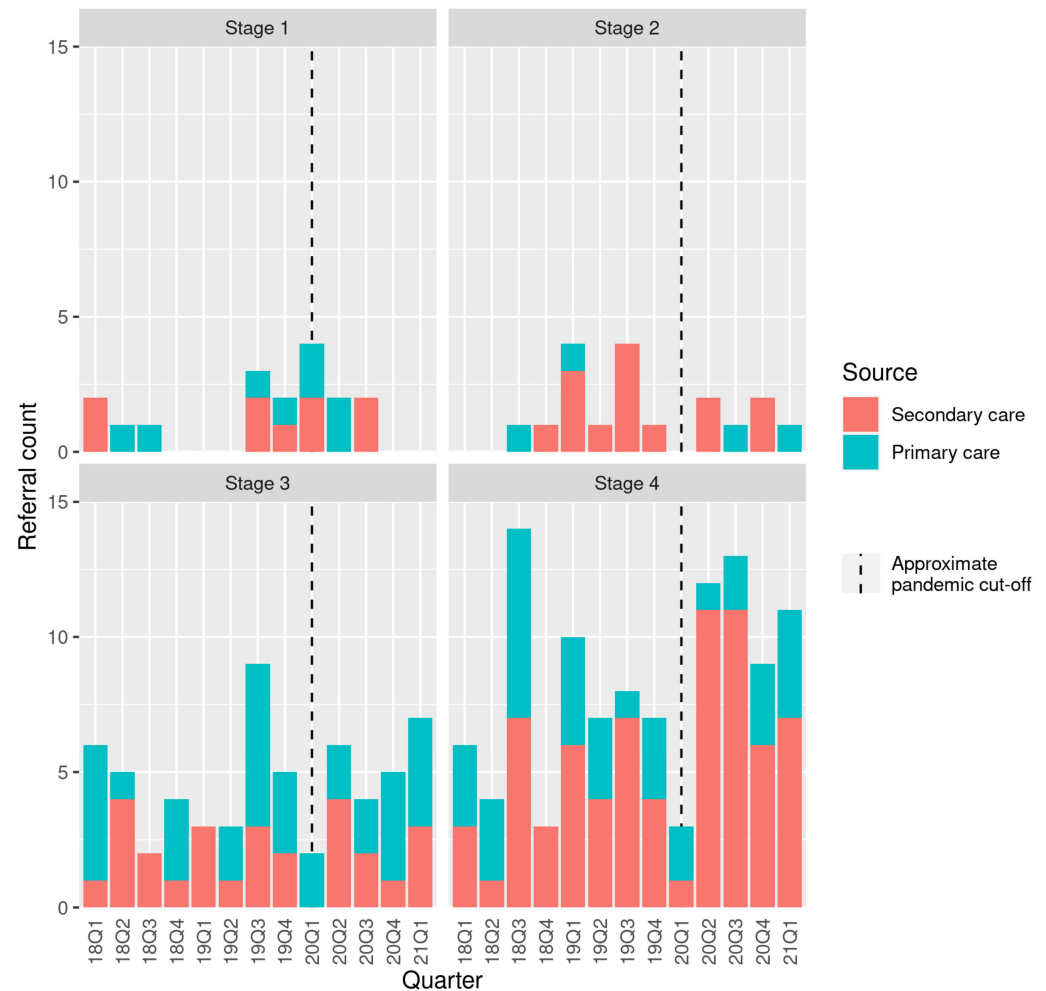 Stage 1
Stage 2
15
10
5
0
Stage 3
Stage 4
15
10
5
0
Referral count
18Q1
18Q2
18Q3
18Q4
19Q1
19Q2
19Q3
19Q4
20Q1
20Q2
20Q3
20Q4
21Q1
18Q1
18Q2
18Q3
18Q4
19Q1
19Q2
19Q3
19Q4
20Q1
20Q2
20Q3
20Q4
21Q1
Quarter
Source
Secondary care
Primary care
Approximate
pandemic cut-off